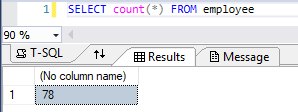 1 SELECT count(*) FROM employee
90 %
T-SQL Results Message
(No column name)
1 78